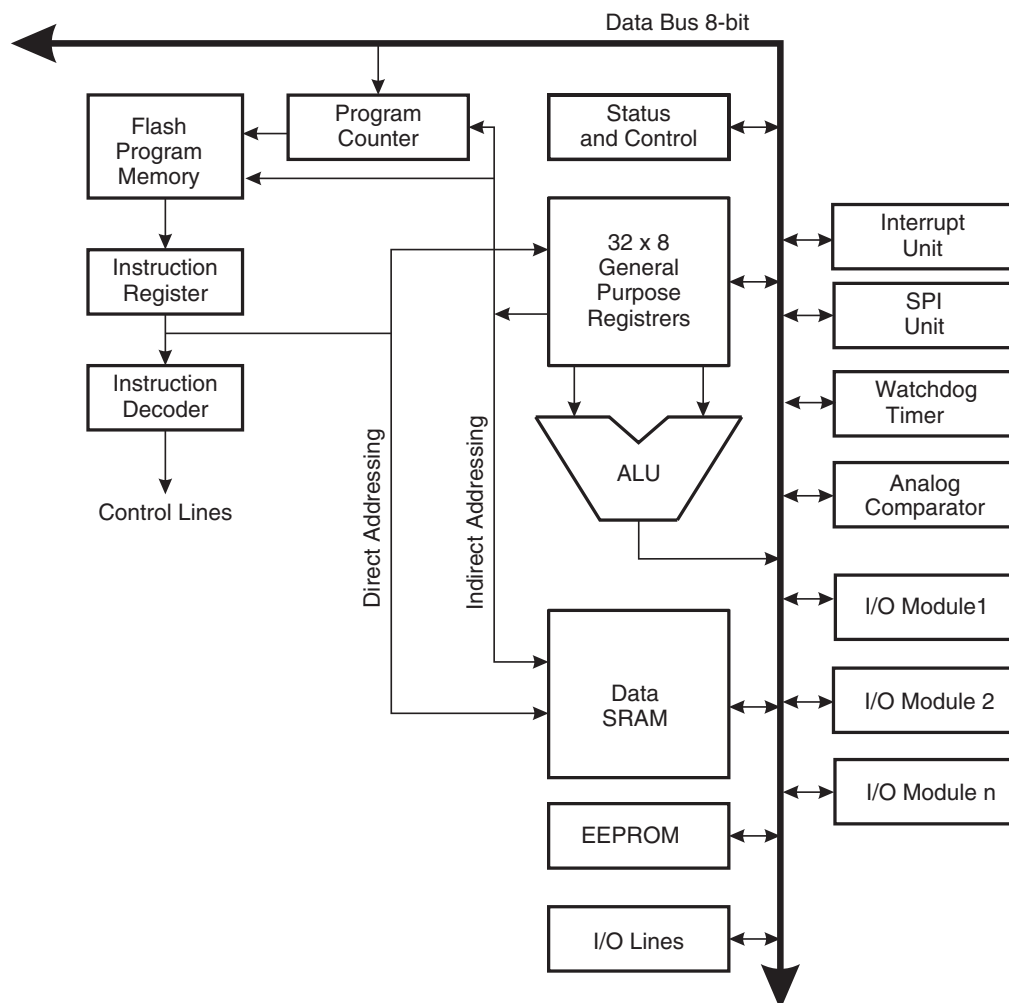 Data Bus 8-bit
Flash
Program
Memory
Program
Counter
Status
and Control
32 x 8
General
Purpose
Registrers
Interrupt
Unit
Instruction
Register
SPI
Unit
Instruction
Decoder
Watchdog
Timer
ALU
Analog
Comparator
Control Lines
Direct Addressing
Indirect Addressing
I/O Module1
Data
SRAM
I/O Module 2
I/O Module n
EEPROM
I/O Lines